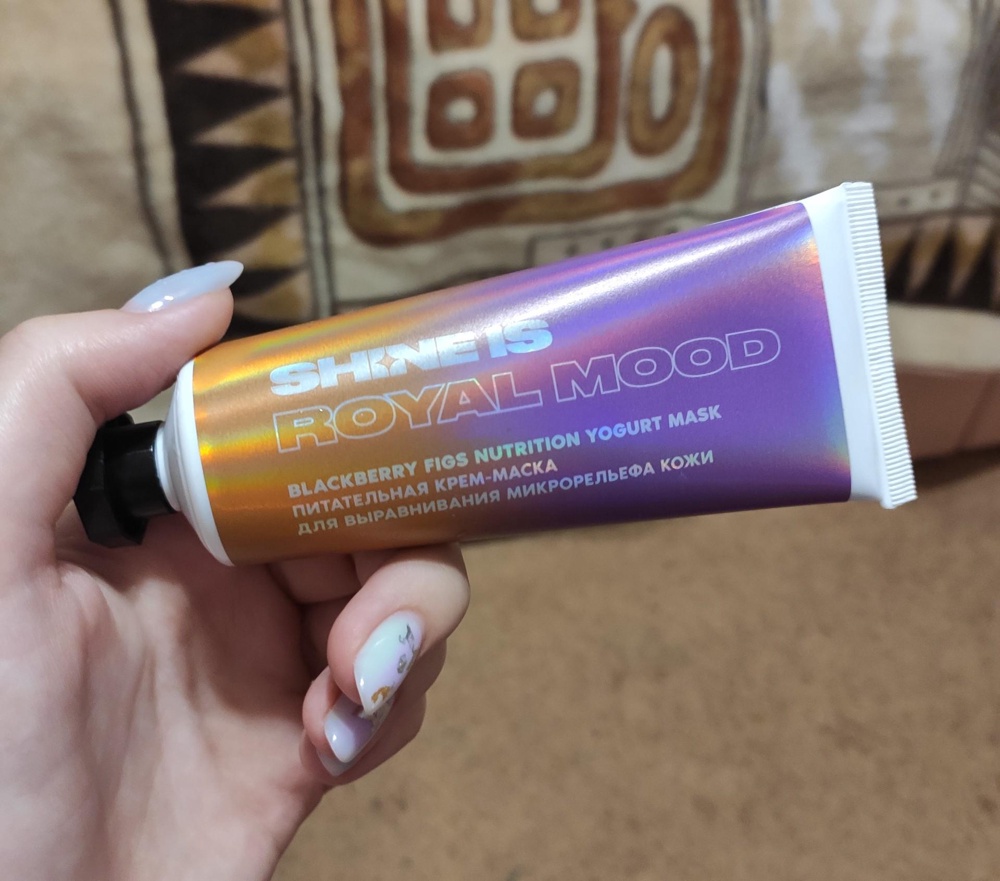 SHINE IS
ROYAL MOOD
BLACKBERRY FIGS NUTRITION YOGURT MASK
ПИТАТЕЛЬНАЯ КРЕМ-МАСКА
ДЛЯ ВЫРАВНИВАНИЯ МИКРОРЕЛЬЕФА КОЖИ